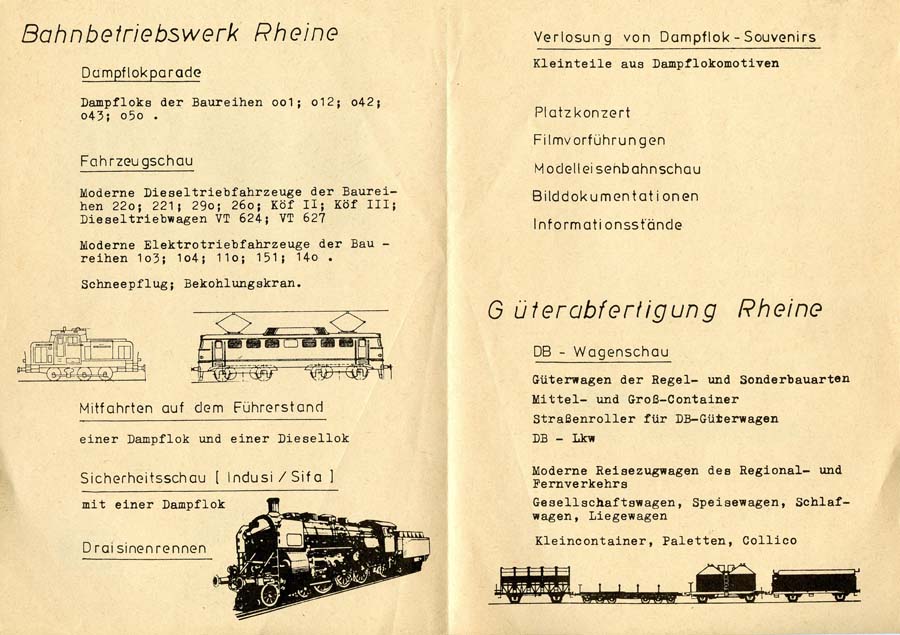 Bahnbetriebswerk Rheine
Dampflokparade
Dampfloks der Baureihen oo1; o12; o42;
o43; o5o .
Fahrzeugschau
Moderne Dieseltriebfahrzeuge der Baurei-
hen 22o; 221; 29o; 26o; Köf II; Köf III;
Dieseltriebwagen VT 624; VT 627
Moderne Elektrotriebfahrzeuge der Bau -
reihen 1o3; 1o4; 11o; 151; 14o .
Schneepflug; Bekohlungskran.
Mitfahrten auf dem Führerstand
einer Dampflok und einer Diesellok
Sicherheitsschau [ Indusi / Sifa ]
mit einer Dampflok
Draisinenrennen
Verlosung von Dampflok - Souvenirs
Kleinteile aus Dampflokomotiven
Platzkonzert
Filmvorführungen
Modelleisenbahnschau
Bilddokumentationen
Informationsstände
Güterabfertigung Rheine
DB - Wagenschau
Güterwagen der Regel- und Sonderbauarten
Mittel- und Groß-Container
Straßenroller für DB-Güterwagen
DB - Lkw
Moderne Reisezugwagen des Regional- und
Fernverkehrs
Gesellschaftswagen, Speisewagen, Schlaf-
wagen, Liegewagen
Kleincontainer, Paletten, Collico